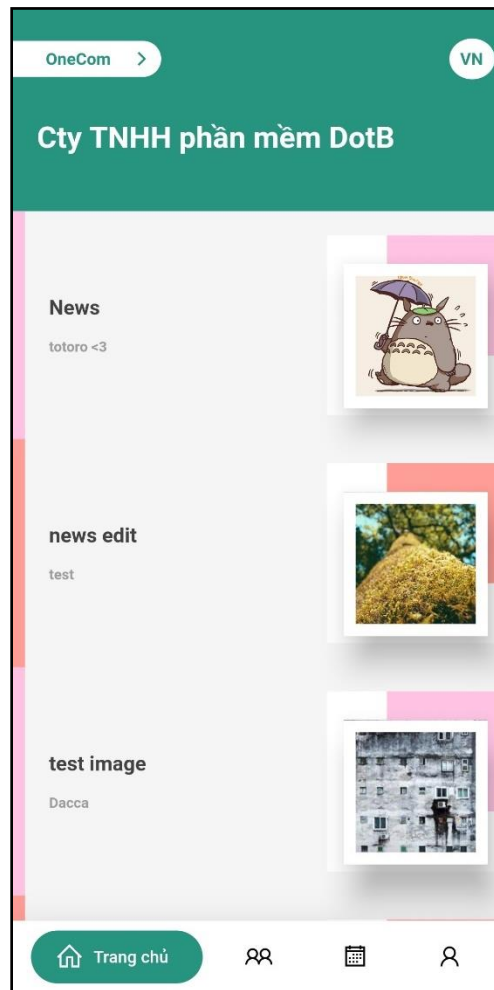 OneCom
VN
Cty TNHH phần mềm DotB
News
totoro <3
news edit
test
test image
Dacca
Trang chủ